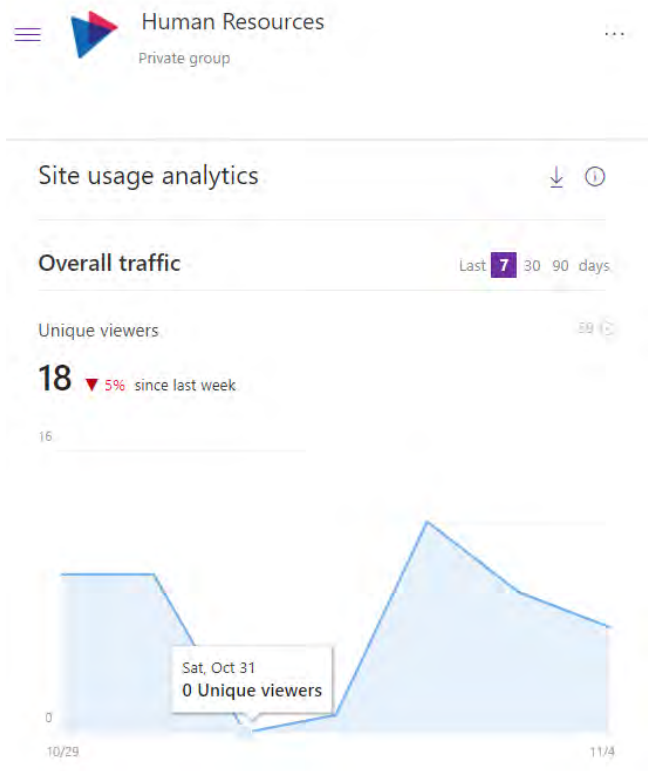 Human Resources
...
Private group
Site usage analytics
Overall traffic
Last 7 30 90 days
Unique viewers
18 ▼ 5% since last week
16
Sat, Oct 31
0 Unique viewers
0
10/29 11/4